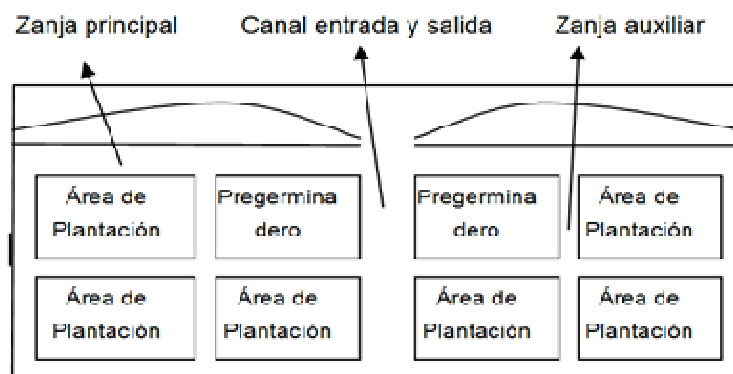 Zanja principal Canal entrada y salida Zanja auxiliar
Área de Pregermina Pregermina Área de
Plantación dero dero Plantación
Área de Área de Área de Área de
Plantación Plantación Plantación Plantación